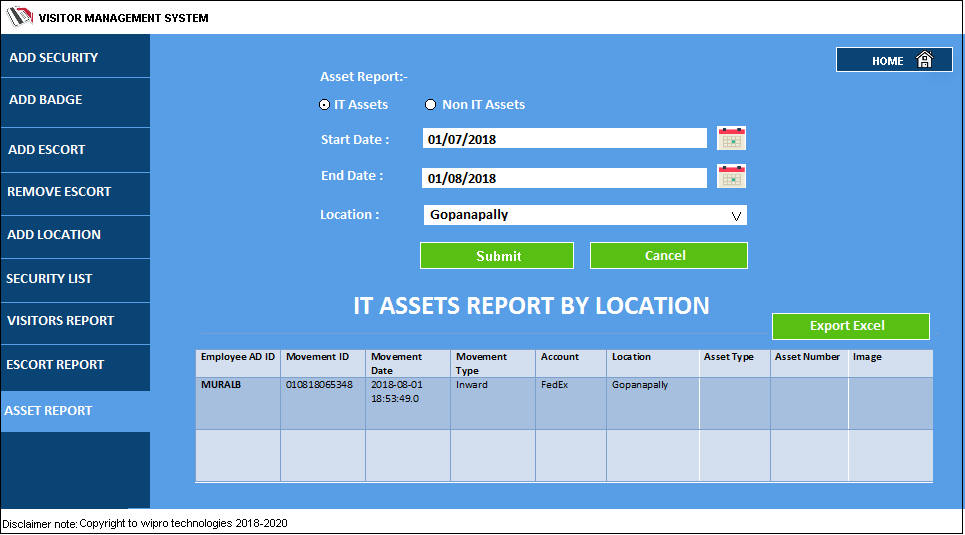 VISITOR MANAGEMENT SYSTEM
ADD SECURITY
ADD BADGE
ADD ESCORT
REMOVE ESCORT
ADD LOCATION
SECURITY LIST
VISITORS REPORT
ESCORT REPORT
ASSET REPORT
HOME
Asset Report:-
IT Assets Non IT Assets
Start Date : 01/07/2018
End Date : 01/08/2018
Location : Gopanapally
Submit Cancel
IT ASSETS REPORT BY LOCATION
Export Excel
Employee AD ID Movement ID Movement Date Movement Type Account Location Asset Type Asset Number Image
MURALB 010818065348 2018-08-01 18:53:49.0 Inward FedEx Gopanapally
Disclaimer note: Copyright to wipro technologies 2018-2020